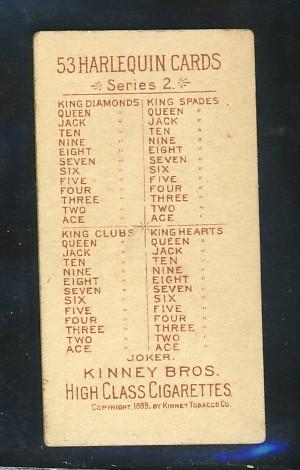 53 HARLEQUIN CARDS
Series 2.
KING DIAMONDS KING SPADES
QUEEN " QUEEN "
JACK " JACK "
TEN " TEN "
NINE " NINE "
EIGHT " EIGHT "
SEVEN " SEVEN "
SIX " SIX "
FIVE " FIVE "
FOUR " FOUR "
THREE " THREE "
TWO " TWO "
ACE " ACE "
KING CLUBS KING HEARTS
QUEEN " QUEEN "
JACK " JACK "
TEN " TEN "
NINE " NINE "
EIGHT " EIGHT "
SEVEN " SEVEN "
SIX " SIX "
FIVE " FIVE "
FOUR " FOUR "
THREE " THREE "
TWO " TWO "
ACE " ACE "
JOKER.
KINNEY BROS.
HIGH CLASS CIGARETTES.
COPYRIGHT, 1889, BY KINNEY TOBACCO CO.